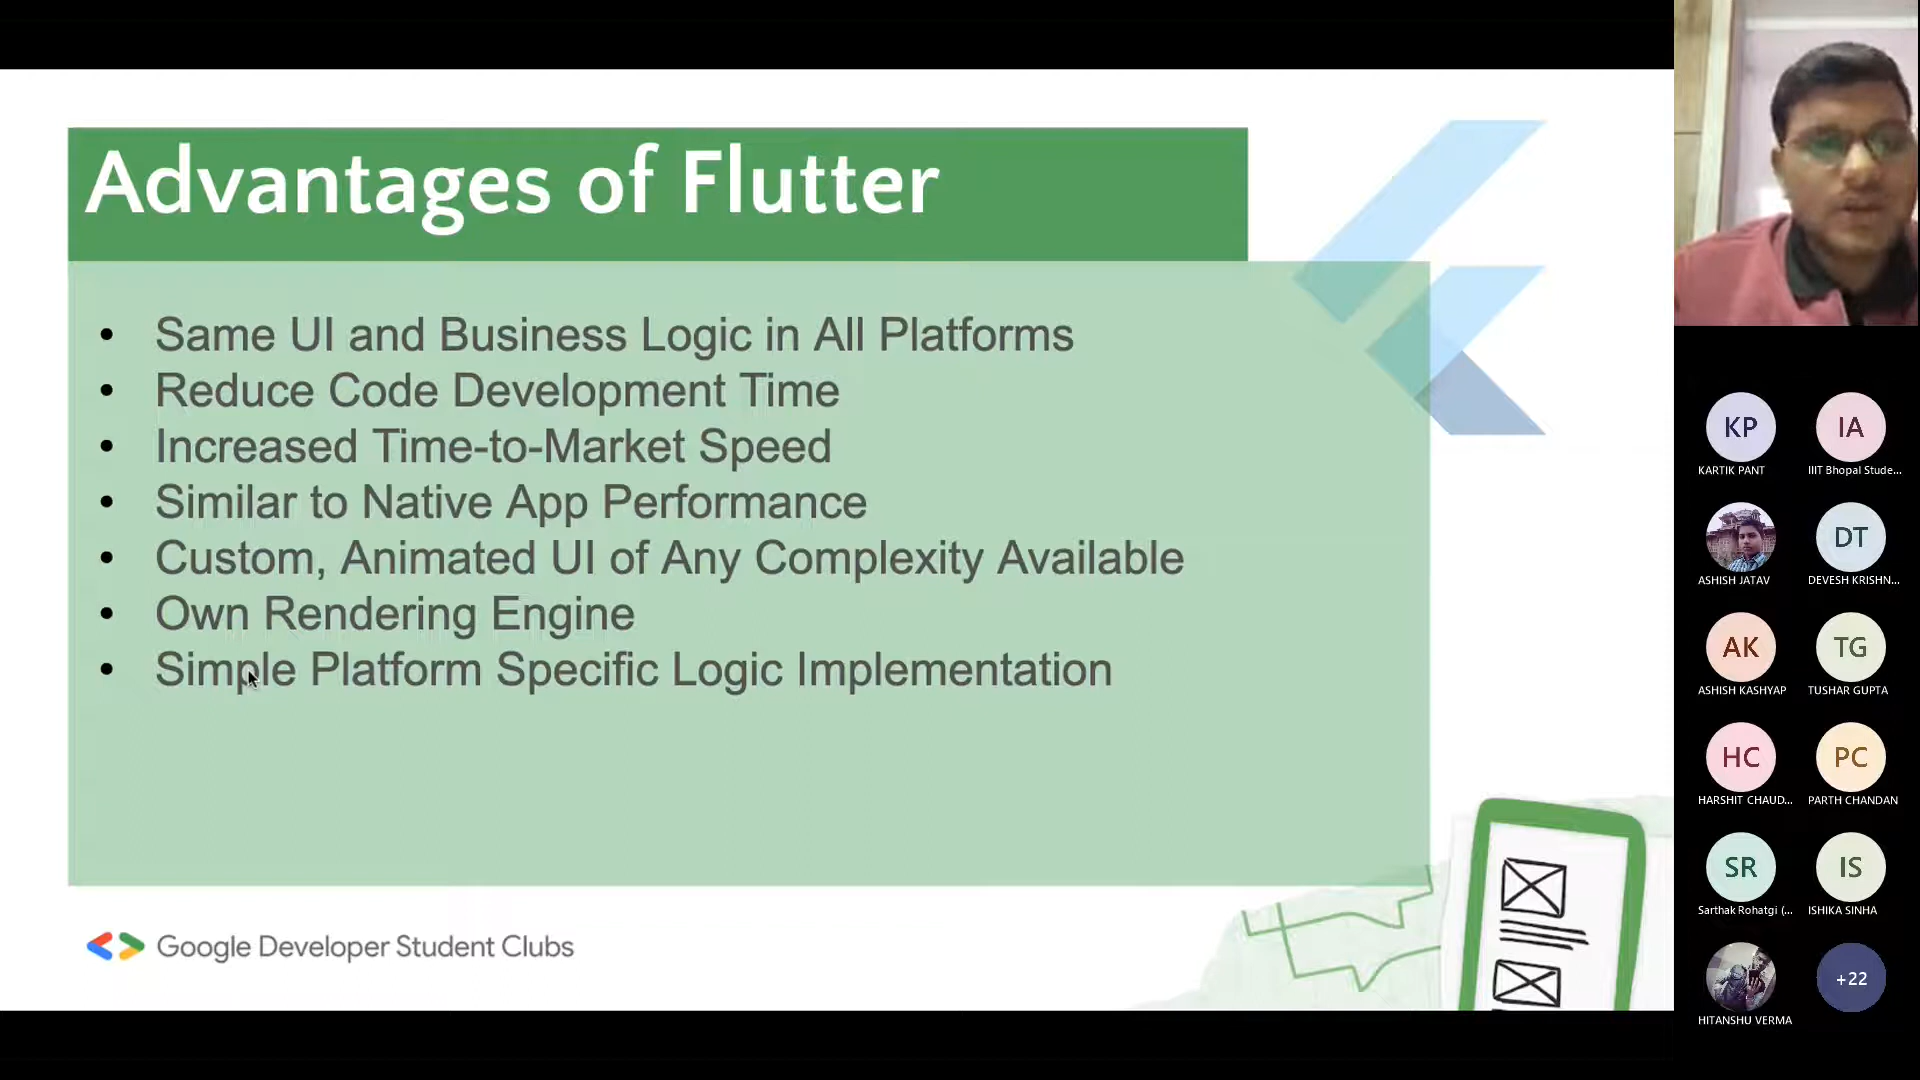 Advantages of Flutter
• Same UI and Business Logic in All Platforms
• Reduce Code Development Time
• Increased Time-to-Market Speed
• Similar to Native App Performance
• Custom, Animated UI of Any Complexity Available
• Own Rendering Engine
• Simple Platform Specific Logic Implementation
Google Developer Student Clubs
KP
KARTIK PANT
IA
IIIT Bhopal Stude...
ASHISH JATAV
DT
DEVESH KRISHN...
AK
ASHISH KASHYAP
TG
TUSHAR GUPTA
HC
HARSHIT CHAUD...
PC
PARTH CHANDAN
SR
Sarthak Rohatgi (...
IS
ISHIKA SINHA
HITANSHU VERMA
+22